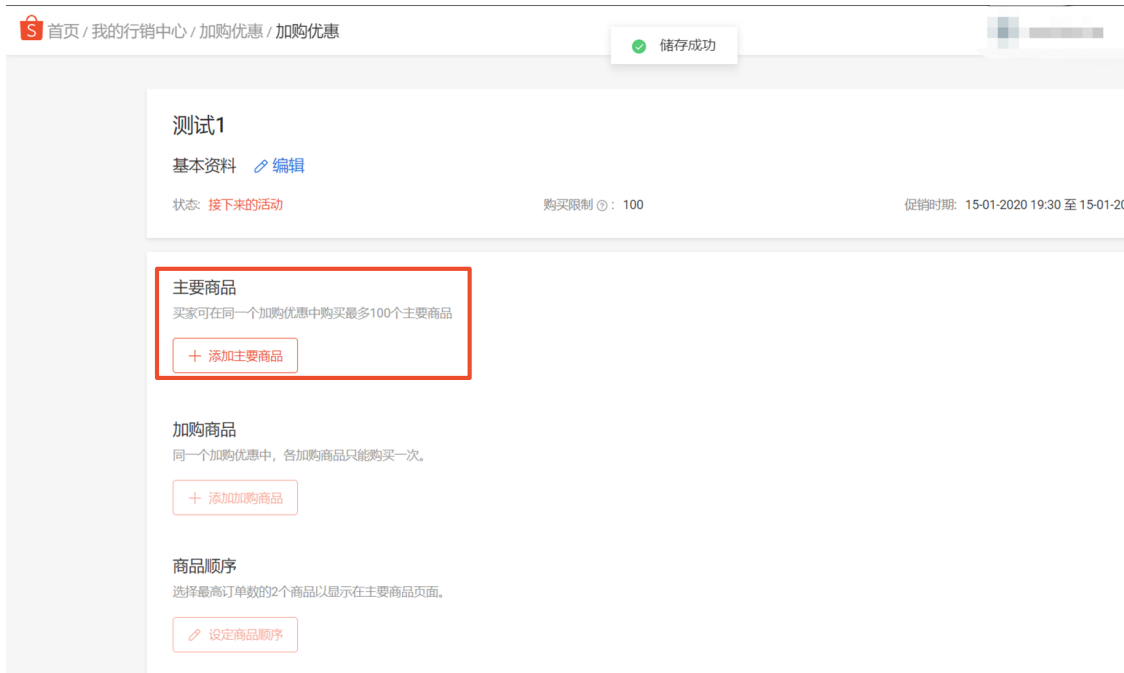 首页 / 我的行销中心 / 加购优惠 / 加购优惠
储存成功
测试1
基本资料 编辑
状态: 接下来的活动 购买限制 ? : 100 促销时期: 15-01-2020 19:30 至 15-01-20
主要商品
买家可在同一个加购优惠中购买最多100个主要商品
+ 添加主要商品
加购商品
同一个加购优惠中，各加购商品只能购买一次。
+ 添加加购商品
商品顺序
选择最高订单数的2个商品以显示在主要商品页面。
设定商品顺序